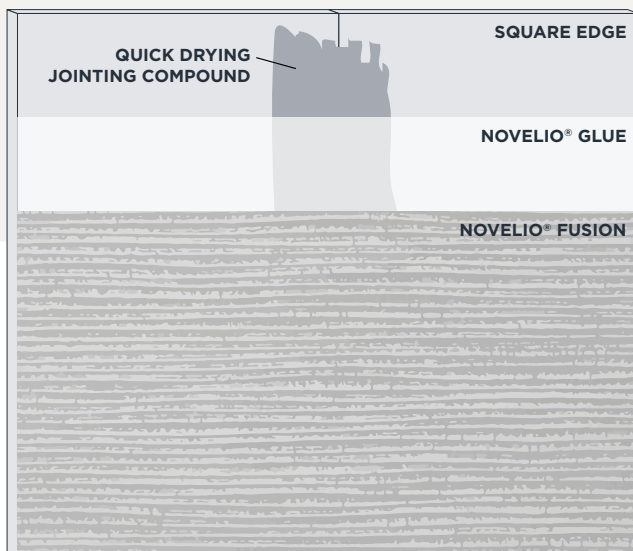 SQUARE EDGE
QUICK DRYING
JOINTING COMPOUND
NOVELIO® GLUE
NOVELIO® FUSION